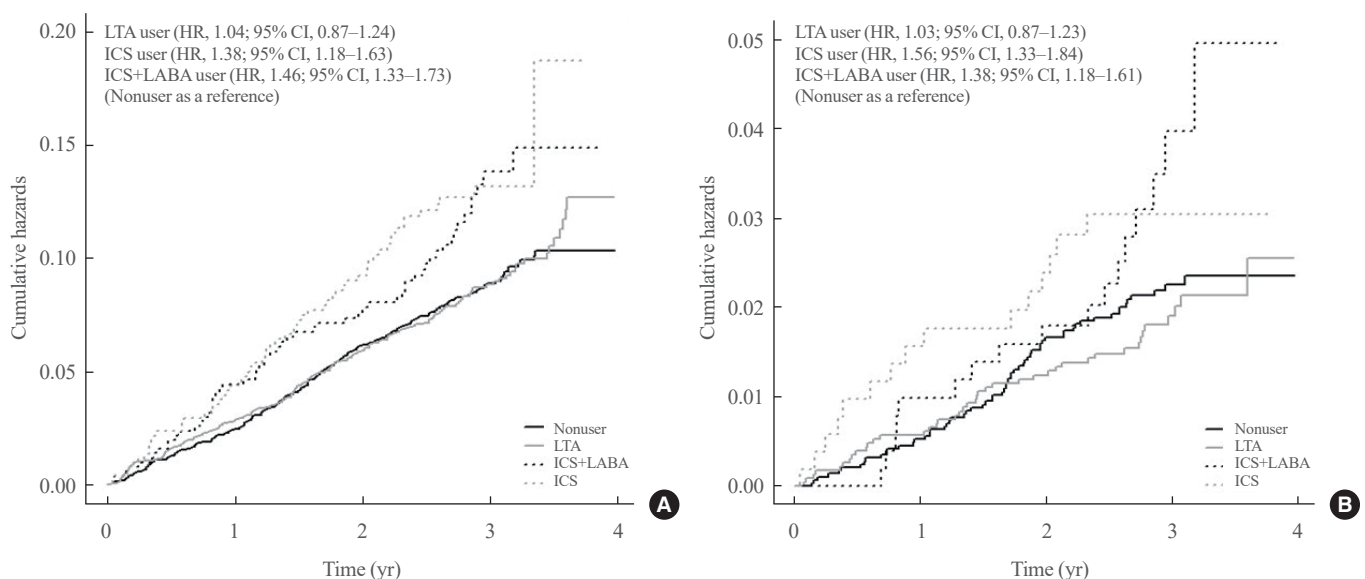 LTA user (HR, 1.04; 95% CI, 0.87–1.24)
ICS user (HR, 1.38; 95% CI, 1.18–1.63)
ICS+LABA user (HR, 1.46; 95% CI, 1.33–1.73)
(Nonuser as a reference)
0.20
0.15
0.10
0.05
0.00
Cumulative hazards
Nonuser
LTA
ICS+LABA
ICS
0 1 2 3 4
Time (yr)
A
LTA user (HR, 1.03; 95% CI, 0.87–1.23)
ICS user (HR, 1.56; 95% CI, 1.33–1.84)
ICS+LABA user (HR, 1.38; 95% CI, 1.18–1.61)
(Nonuser as a reference)
0.05
0.04
0.03
0.02
0.01
0.00
Cumulative hazards
Nonuser
LTA
ICS+LABA
ICS
0 1 2 3 4
Time (yr)
B